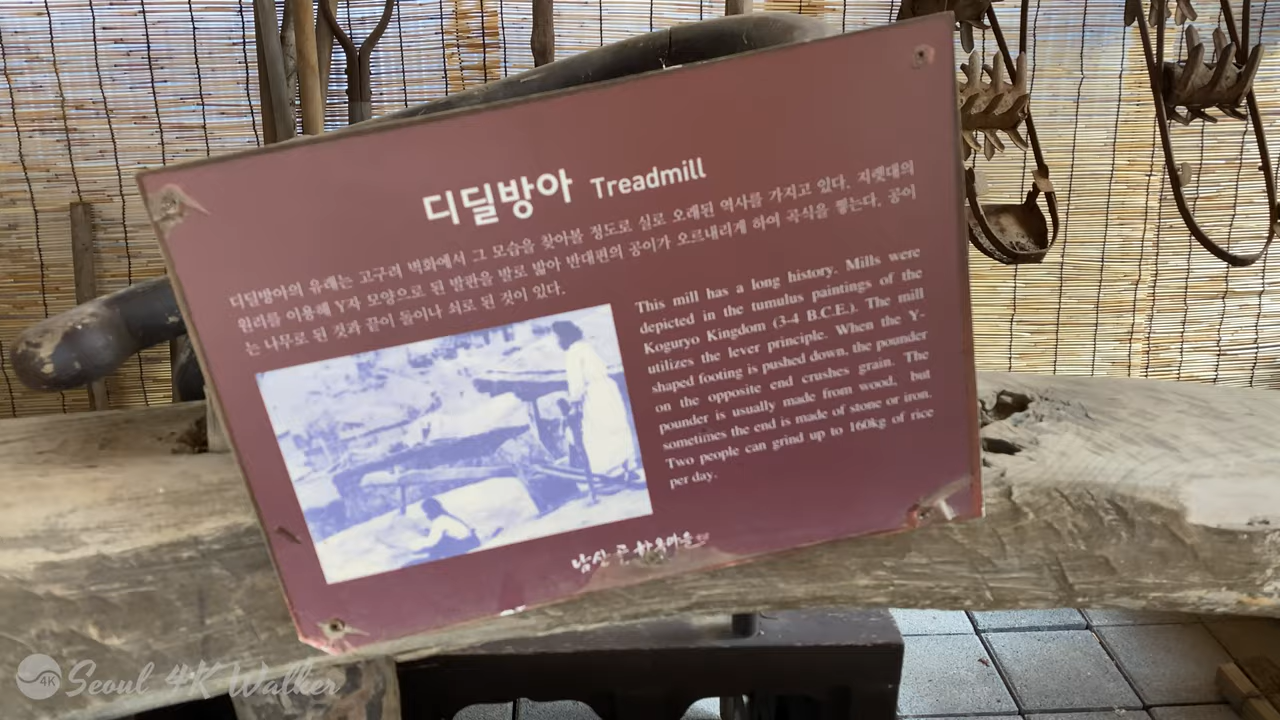 디딜방아 Treadmill
디딜방아의 유래는 고구려 벽화에서 그 모습을 찾아볼 정도로 실로 오래된 역사를 가지고 있다. 지렛대의
원리를 이용해 Y자 모양으로 된 발판을 발로 밟아 반대편의 공이가 오르내리게 하여 곡식을 찧는다. 공이
는 나무로 된 것과 끝이 돌이나 쇠로 된 것이 있다.
This mill has a long history. Mills were
depicted in the tumulus paintings of the
Koguryo Kingdom (3-4 B.C.E.). The mill
utilizes the lever principle. When the Y-
shaped footing is pushed down, the pounder
on the opposite end crushes grain. The
pounder is usually made from wood, but
sometimes the end is made of stone or iron.
Two people can grind up to 160kg of rice
per day.
남산골한옥마을
4K Seoul 4K Walker